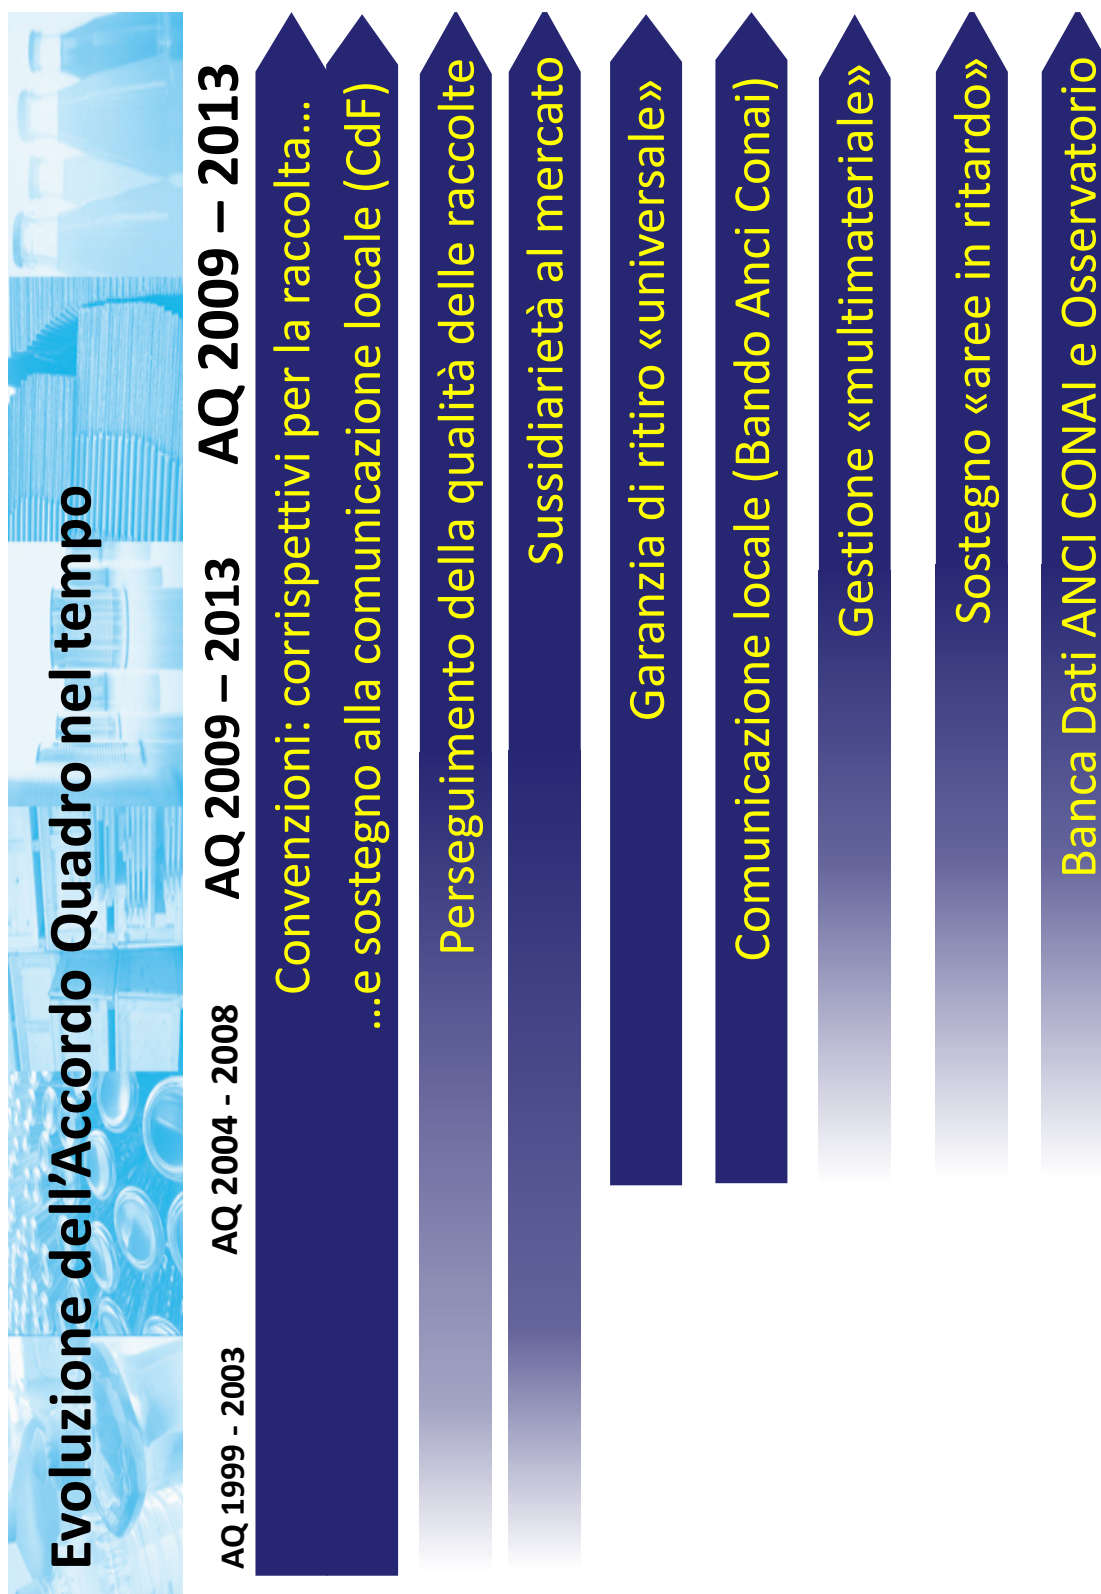 Evoluzione dell'Accordo Quadro nel tempo
AQ 1999 - 2003
AQ 2004 - 2008
AQ 2009 – 2013
AQ 2009 – 2013
Convenzioni: corrispettivi per la raccolta...
...e sostegno alla comunicazione locale (CdF)
Perseguimento della qualità delle raccolte
Sussidiarietà al mercato
Garanzia di ritiro «universale»
Comunicazione locale (Bando Anci Conai)
Gestione «multimateriale»
Sostegno «aree in ritardo»
Banca Dati ANCI CONAI e Osservatorio